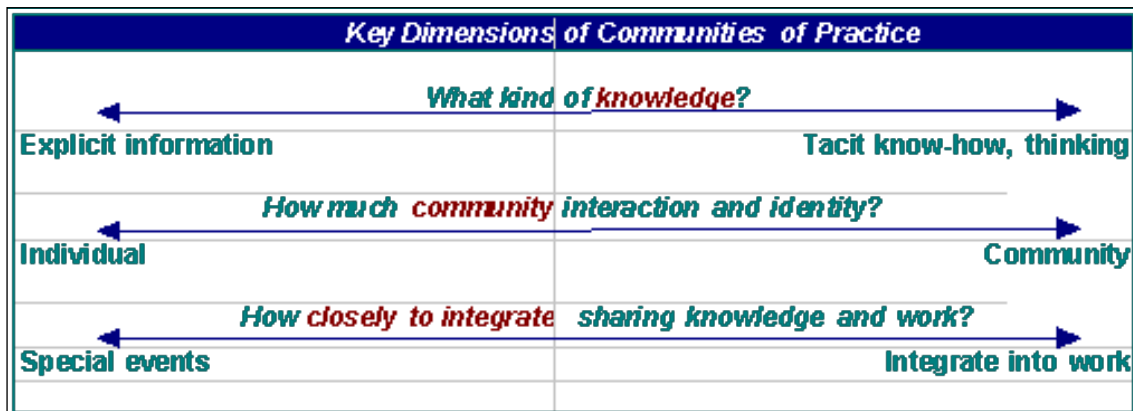 Key Dimensions of Communities of Practice
What kind of knowledge?
Explicit information Tacit know-how, thinking
How much community interaction and identity?
Individual Community
How closely to integrate sharing knowledge and work?
Special events Integrate into work